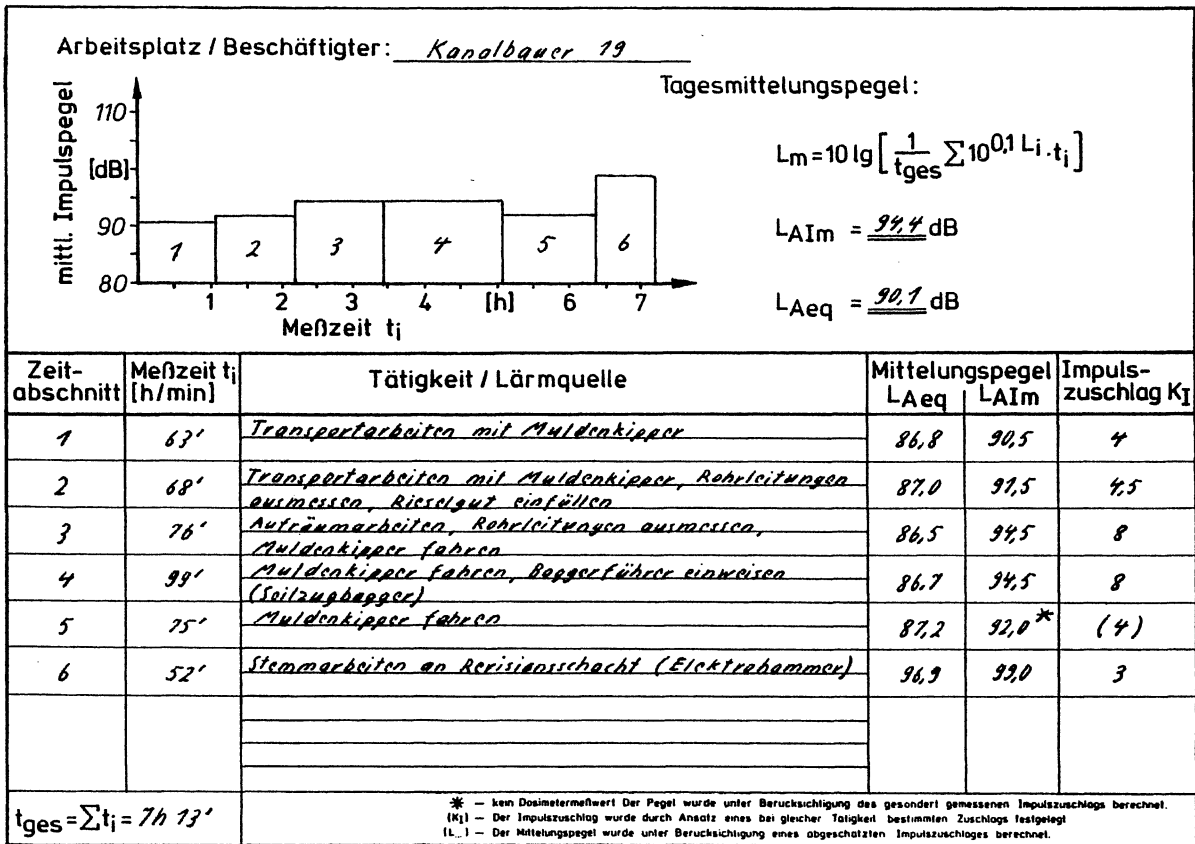 Arbeitsplatz / Beschäftigter: Kanalbauer 19
mittl. Impulspegel
[dB]
110
90
80
1 2 3 4 5 6
1 2 3 4 [h] 6 7
Meßzeit ti
Tagesmittelungspegel:
Lm = 10 lg [ 1/tges ∑ 10^0,1 Li · ti ]
LAIm = 94,4 dB
LAeq = 90,1 dB
Zeit-abschnitt | Meßzeit ti [h/min] | Tätigkeit / Lärmquelle | Mittelungspegel LAeq | LAIm | Impuls-zuschlag KI
1 63' Transportarbeiten mit Muldenkipper 86,8 90,5 4
2 68' Transportarbeiten mit Muldenkipper, Rohrleitungen
ausmessen, Rieselgut einfüllen 87,0 91,5 4,5
3 76' Aufräumarbeiten, Rohrleitungen ausmessen,
Muldenkipper fahren 86,5 94,5 8
4 99' Muldenkipper fahren, Baggerführer einweisen
(Seilzugbagger) 86.7 94,5 8
5 75' Muldenkipper fahren 87,2 92,0* (4)
6 52' Stemmarbeiten an Revisionsschacht (Elektrohammer) 96,9 99,0 3
tges = ∑ti = 7h 13'
* – kein Dosimetermeßwert Der Pegel wurde unter Berucksichtigung des gesondert gemessenen Impulszuschlags berechnet.
(KI) – Der Impulszuschlag wurde durch Ansatz eines bei gleicher Tatigkeit bestimmten Zuschlags festgelegt
(L..) – Der Mittelungspegel wurde unter Berucksichtigung eines abgeschatzten Impulszuschlages berechnet.